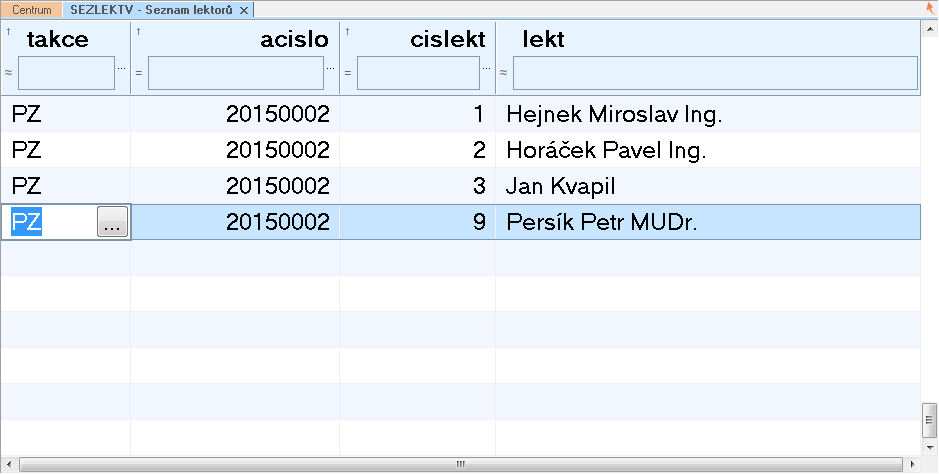 Centrum SEZLEKTV - Seznam lektorů
takce acislo cislekt lekt
≈ ... = ... = ... ≈
PZ 20150002 1 Hejnek Miroslav Ing.
PZ 20150002 2 Horáček Pavel Ing.
PZ 20150002 3 Jan Kvapil
PZ ... 20150002 9 Persík Petr MUDr.